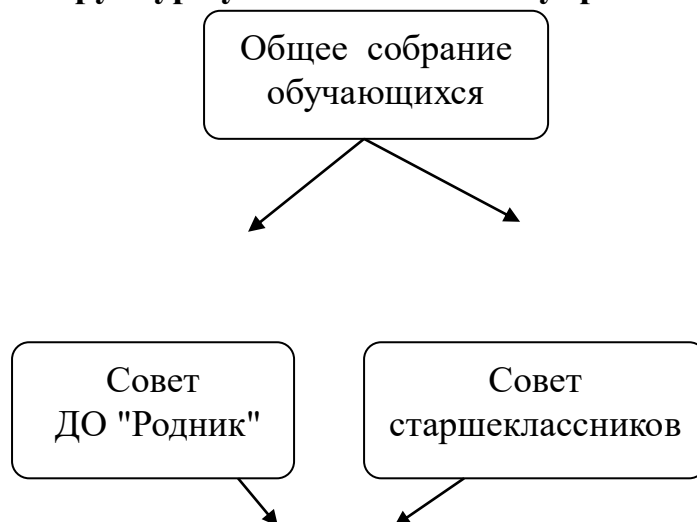 Общее собрание
обучающихся
Совет
ДО "Родник"
Совет
старшеклассников